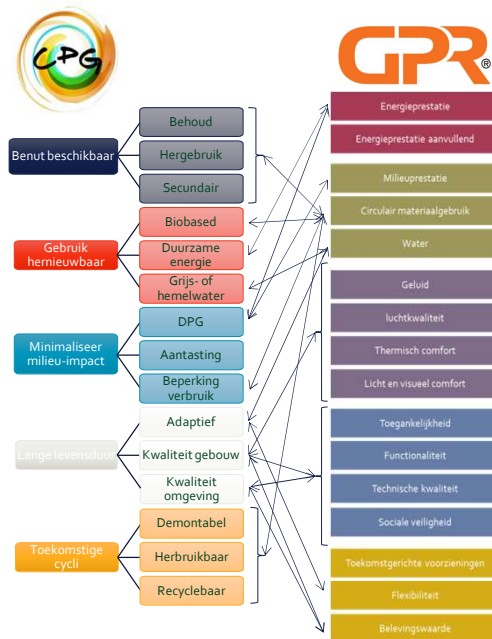 CPG
GPR®
Benut beschikbaar
Behoud
Hergebruik
Secundair
Gebruik
hernieuwbaar
Biobased
Duurzame
energie
Grijs- of
hemelwater
Minimaliseer
milieu-impact
DPG
Aantasting
Beperking
verbruik
Lange levensduur
Adaptief
Kwaliteit gebouw
Kwaliteit
omgeving
Toekomstige
cycli
Demontabel
Herbruikbaar
Recyclebaar
Energieprestatie
Energieprestatie aanvullend
Milieuprestatie
Circulair materiaalgebruik
Water
Geluid
luchtkwaliteit
Thermisch comfort
Licht en visueel comfort
Toegankelijkheid
Functionaliteit
Technische kwaliteit
Sociale veiligheid
Toekomstgerichte voorzieningen
Flexibiliteit
Belevingswaarde